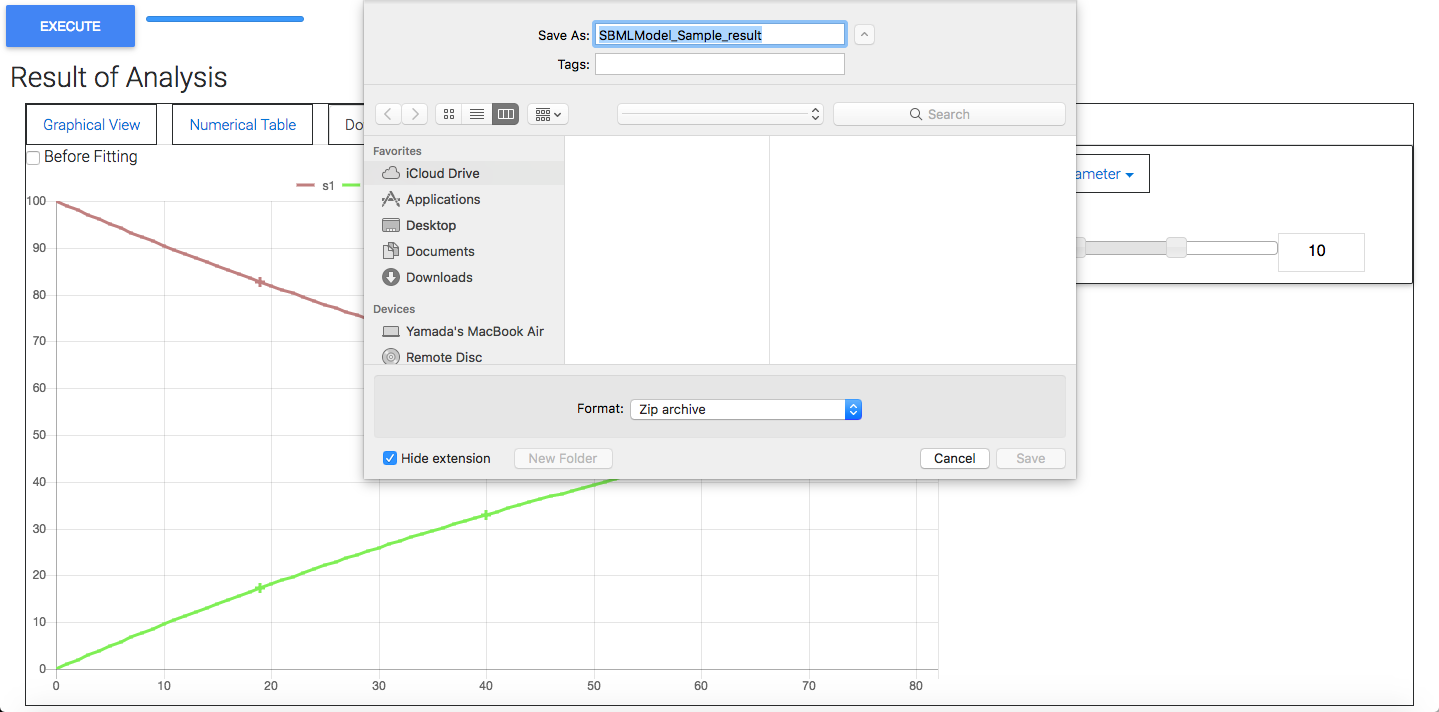 EXECUTE
Result of Analysis
Graphical View
Numerical Table
Do
Before Fitting
s1
100
90
80
70
60
50
40
30
20
10
0
0 10 20 30 40 50 60 70 80
Save As: SBMLModel_Sample_result
Tags:
Search
Favorites
iCloud Drive
Applications
Desktop
Documents
Downloads
Devices
Yamada's MacBook Air
Remote Disc
Format: Zip archive
Hide extension
New Folder
Cancel
Save
ameter
10